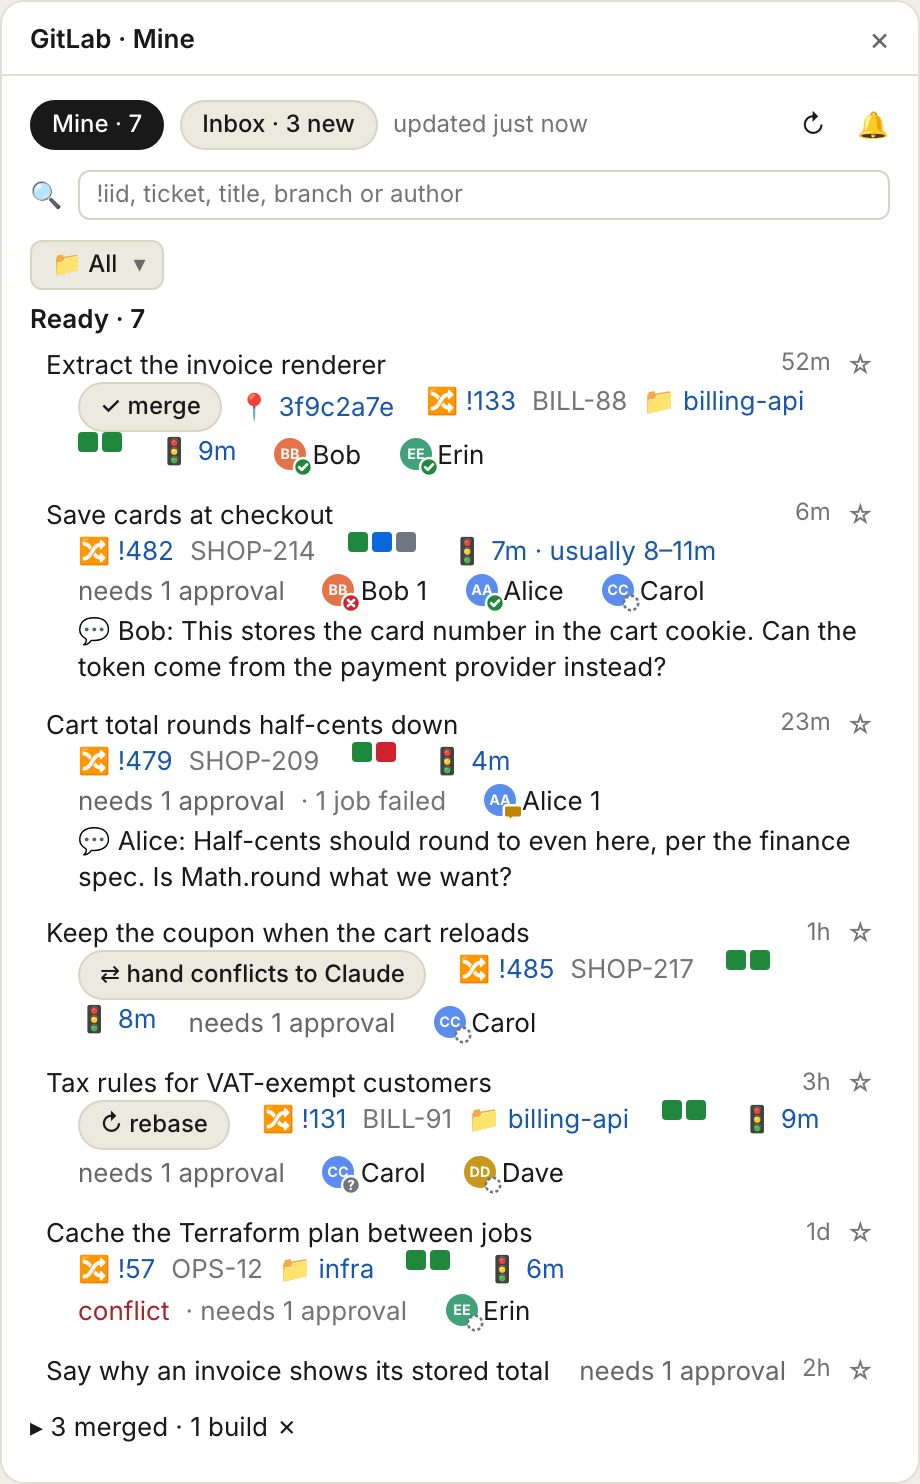 GitLab · Mine ×
Mine · 7 Inbox · 3 new updated just now
!iid, ticket, title, branch or author
All ▾
Ready · 7
Extract the invoice renderer 52m ☆
✓ merge 3f9c2a7e !133 BILL-88 billing-api
9m BB Bob EE Erin
Save cards at checkout 6m ☆
!482 SHOP-214 7m · usually 8–11m
needs 1 approval BB Bob 1 AA Alice CC Carol
Bob: This stores the card number in the cart cookie. Can the
token come from the payment provider instead?
Cart total rounds half-cents down 23m ☆
!479 SHOP-209 4m
needs 1 approval · 1 job failed AA Alice 1
Alice: Half-cents should round to even here, per the finance
spec. Is Math.round what we want?
Keep the coupon when the cart reloads 1h ☆
⇄ hand conflicts to Claude !485 SHOP-217
8m needs 1 approval CC Carol
Tax rules for VAT-exempt customers 3h ☆
↻ rebase !131 BILL-91 billing-api 9m
needs 1 approval CC ? Carol DD Dave
Cache the Terraform plan between jobs 1d ☆
!57 OPS-12 infra 6m
conflict · needs 1 approval EE Erin
Say why an invoice shows its stored total needs 1 approval 2h ☆
▸ 3 merged · 1 build ×